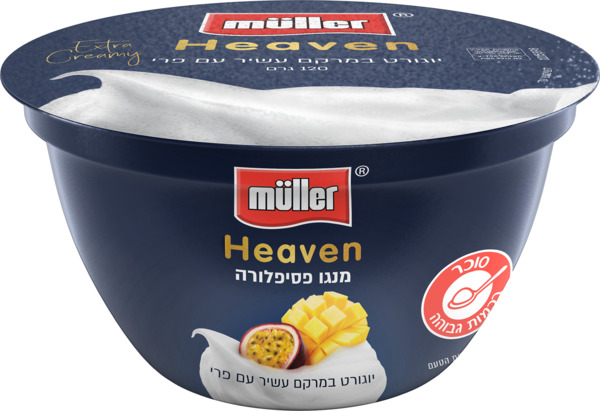 müller®
Heaven
Extra
Creamy
יוגורט במרקם עשיר עם פרי
120 גרם
müller®
Heaven
מנגו פסיפלורה
סוכר
בכמות גבוהה
יוגורט במרקם עשיר עם פרי
הטעם